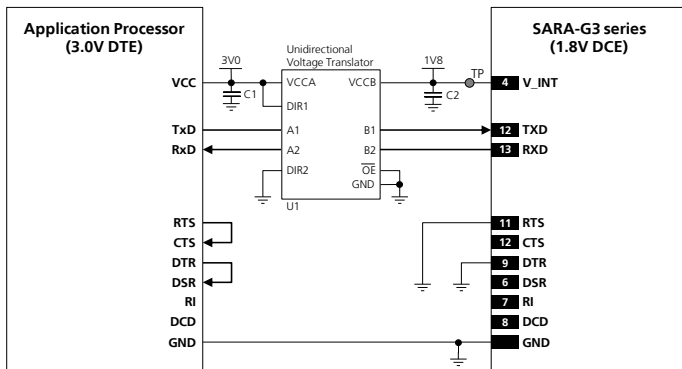 Application Processor
(3.0V DTE)
SARA-G3 series
(1.8V DCE)
Unidirectional
Voltage Translator
3V0
1V8
TP
VCC
VCCA
VCCB
4
V_INT
C1
C2
DIR1
TxD
A1
B1
12
TXD
RxD
A2
B2
13
RXD
DIR2
OE
GND
U1
RTS
11
RTS
CTS
12
CTS
DTR
9
DTR
DSR
6
DSR
RI
7
RI
DCD
8
DCD
GND
GND